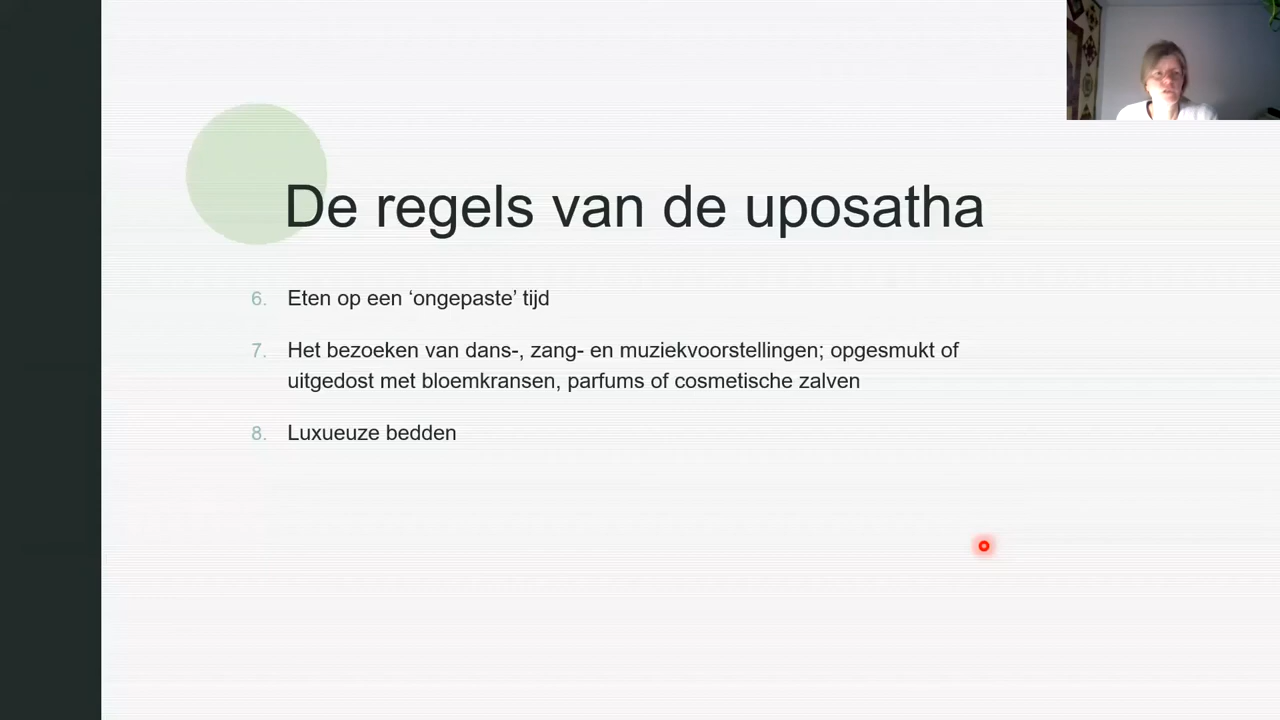 De regels van de uposatha
6. Eten op een ‘ongepaste’ tijd
7. Het bezoeken van dans-, zang- en muziekvoorstellingen; opgesmukt of
uitgedost met bloemkransen, parfums of cosmetische zalven
8. Luxueuze bedden